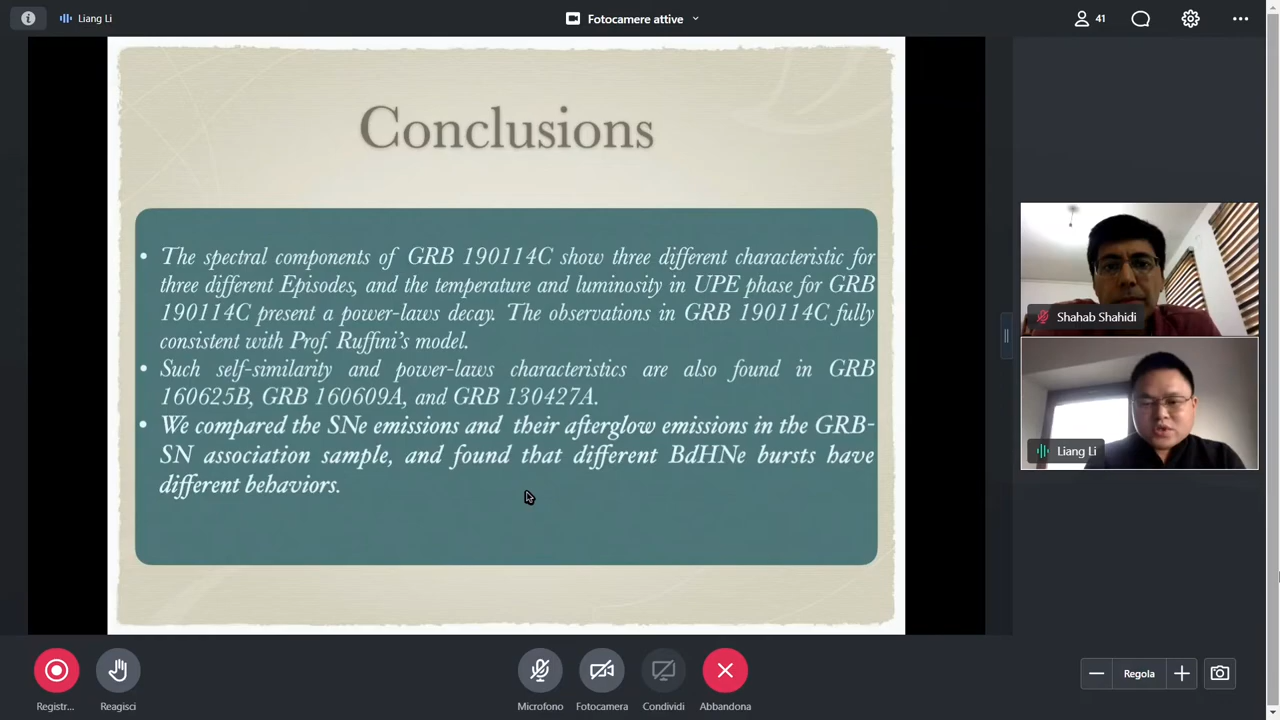 Liang Li
Fotocamere attive
41
Conclusions
• The spectral components of GRB 190114C show three different characteristic for
three different Episodes, and the temperature and luminosity in UPE phase for GRB
190114C present a power-laws decay. The observations in GRB 190114C fully
consistent with Prof. Ruffini's model.
• Such self-similarity and power-laws characteristics are also found in GRB
160625B, GRB 160609A, and GRB 130427A.
• We compared the SNe emissions and their afterglow emissions in the GRB-
SN association sample, and found that different BdHNe bursts have
different behaviors.
Shahab Shahidi
Liang Li
Registr...
Reagisci
Microfono
Fotocamera
Condividi
Abbandona
Regola